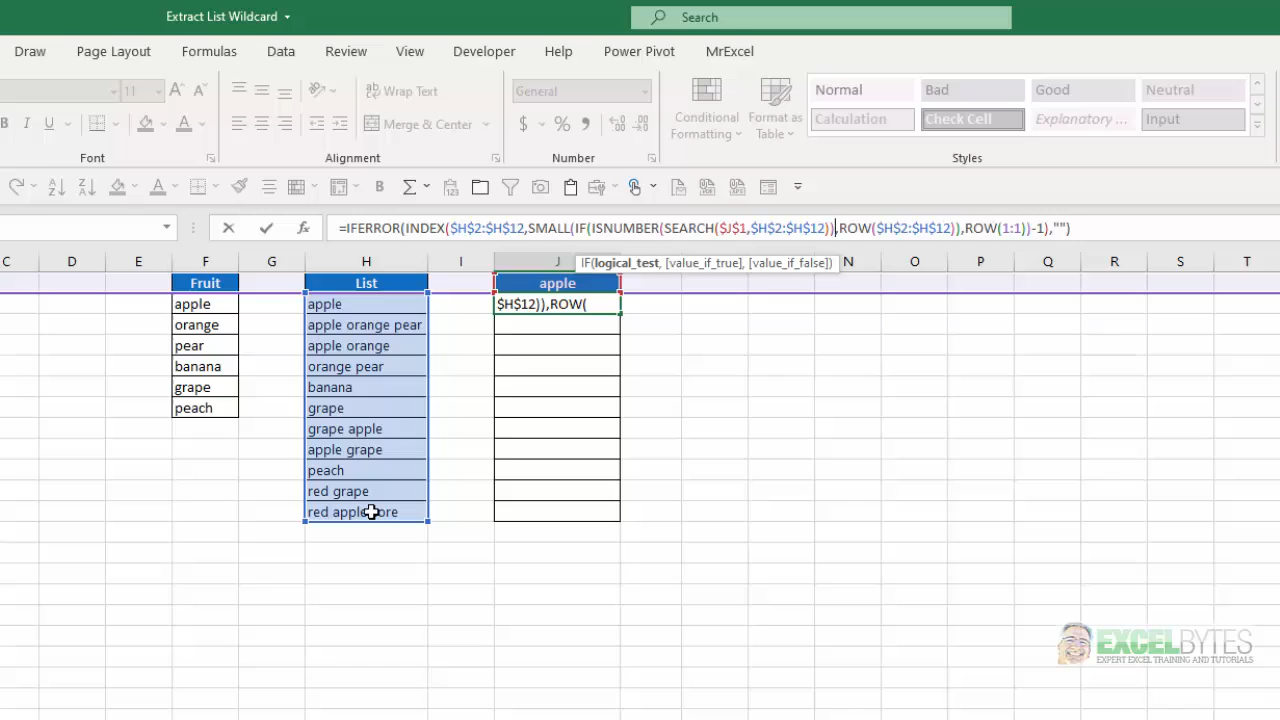 Extract List Wildcard
Search
Draw Page Layout Formulas Data Review View Developer Help Power Pivot MrExcel
11 A A Wrap Text General Normal Bad Good Neutral
B I U A Merge & Center $ % Conditional Formatting Format as Table Calculation Check Cell Explanatory ... Input
Font Alignment Number Styles
B
=IFERROR(INDEX($H$2:$H$12,SMALL(IF(ISNUMBER(SEARCH($J$1,$H$2:$H$12)),ROW($H$2:$H$12)),ROW(1:1))-1),"")
C D E F G H I J N O P Q R S T
IF(logical_test, [value_if_true], [value_if_false])
Fruit List apple
apple apple $H$12)),ROW(
orange apple orange pear
pear apple orange
banana orange pear
grape banana
peach grape
grape apple
apple grape
peach
red grape
red apple ore
EXCELBYTES
EXPERT EXCEL TRAINING AND TUTORIALS